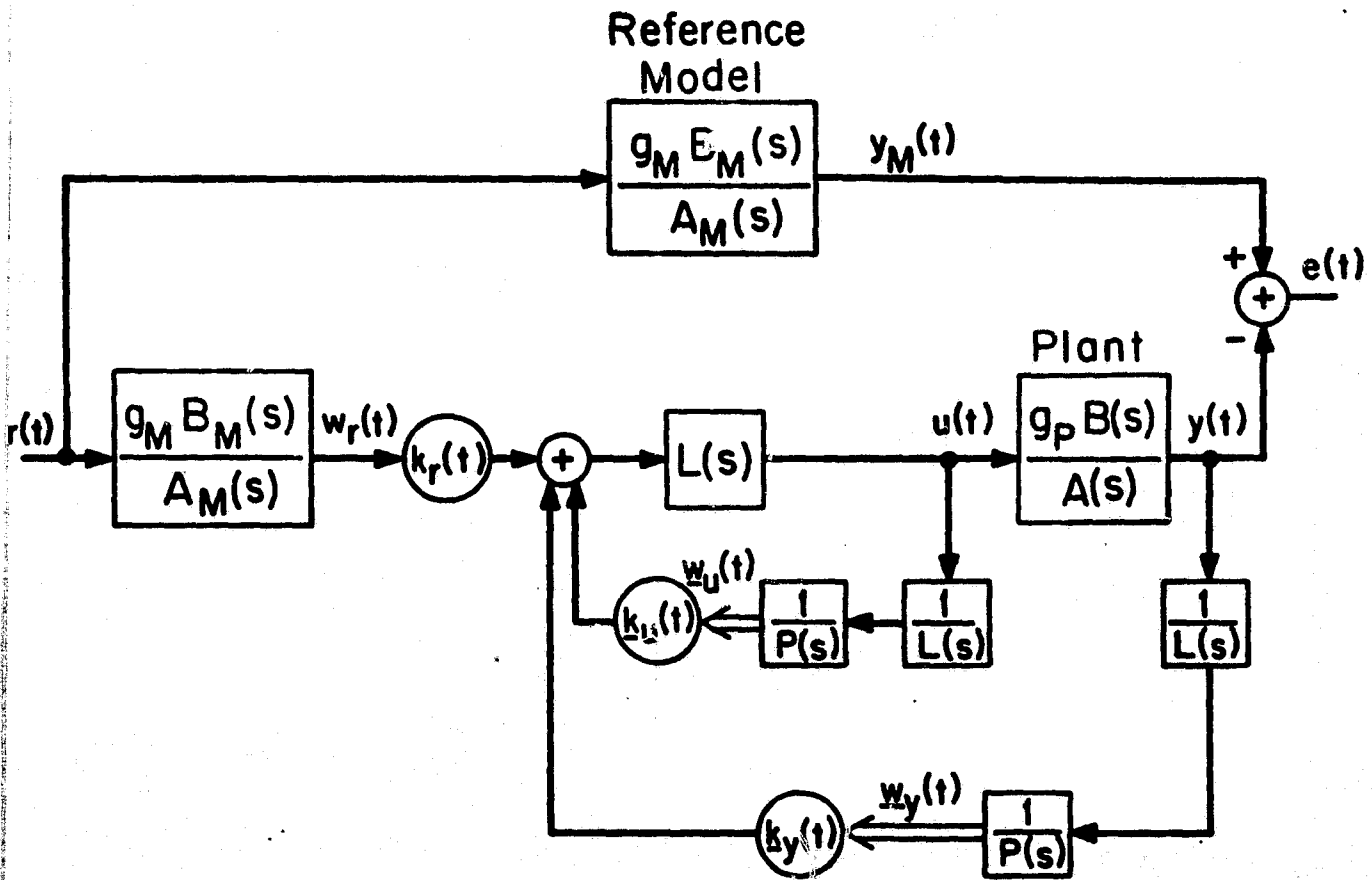 Reference
Model
g_M B_M(s)
A_M(s)
y_M(t)
+
e(t)
+
-
Plant
r(t)
g_M B_M(s)
A_M(s)
w_r(t)
k_r(t)
+
L(s)
u(t)
g_P B(s)
A(s)
y(t)
w_u(t)
k_u(t)
1
P(s)
1
L(s)
1
L(s)
w_y(t)
k_y(t)
1
P(s)